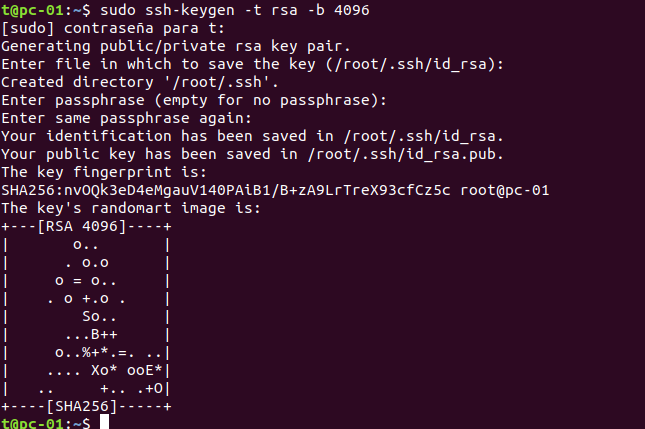 t@pc-01:~$ sudo ssh-keygen -t rsa -b 4096
[sudo] contraseña para t:
Generating public/private rsa key pair.
Enter file in which to save the key (/root/.ssh/id_rsa):
Created directory '/root/.ssh'.
Enter passphrase (empty for no passphrase):
Enter same passphrase again:
Your identification has been saved in /root/.ssh/id_rsa.
Your public key has been saved in /root/.ssh/id_rsa.pub.
The key fingerprint is:
SHA256:nvOQk3eD4eMgauV140PAiB1/B+zA9LrTreX93cfCz5c root@pc-01
The key's randomart image is:
+---[RSA 4096]----+
|       o..       |
|      . o.o      |
|     o = o..     |
|    . o +.o .    |
|        So..     |
|      ...B++     |
|     o..%+*.=. ..|
|    .... Xo* ooE*|
|   ..     +.. .+O|
+----[SHA256]-----+
t@pc-01:~$